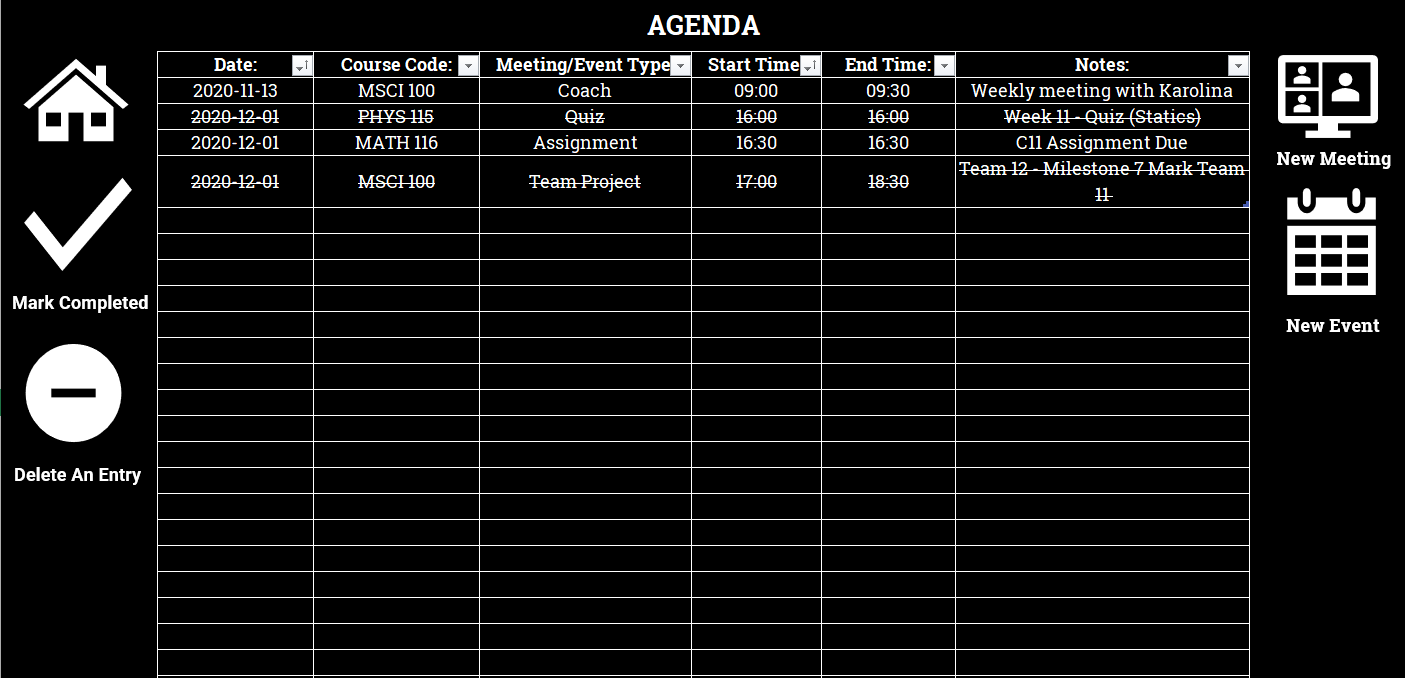 AGENDA
Date: Course Code: Meeting/Event Type Start Time End Time: Notes:
2020-11-13 MSCI 100 Coach 09:00 09:30 Weekly meeting with Karolina
2020-12-01 PHYS 115 Quiz 16:00 16:00 Week 11 - Quiz (Statics)
2020-12-01 MATH 116 Assignment 16:30 16:30 C11 Assignment Due
2020-12-01 MSCI 100 Team Project 17:00 18:30 Team 12 - Milestone 7 Mark Team
11
Mark Completed
Delete An Entry
New Meeting
New Event